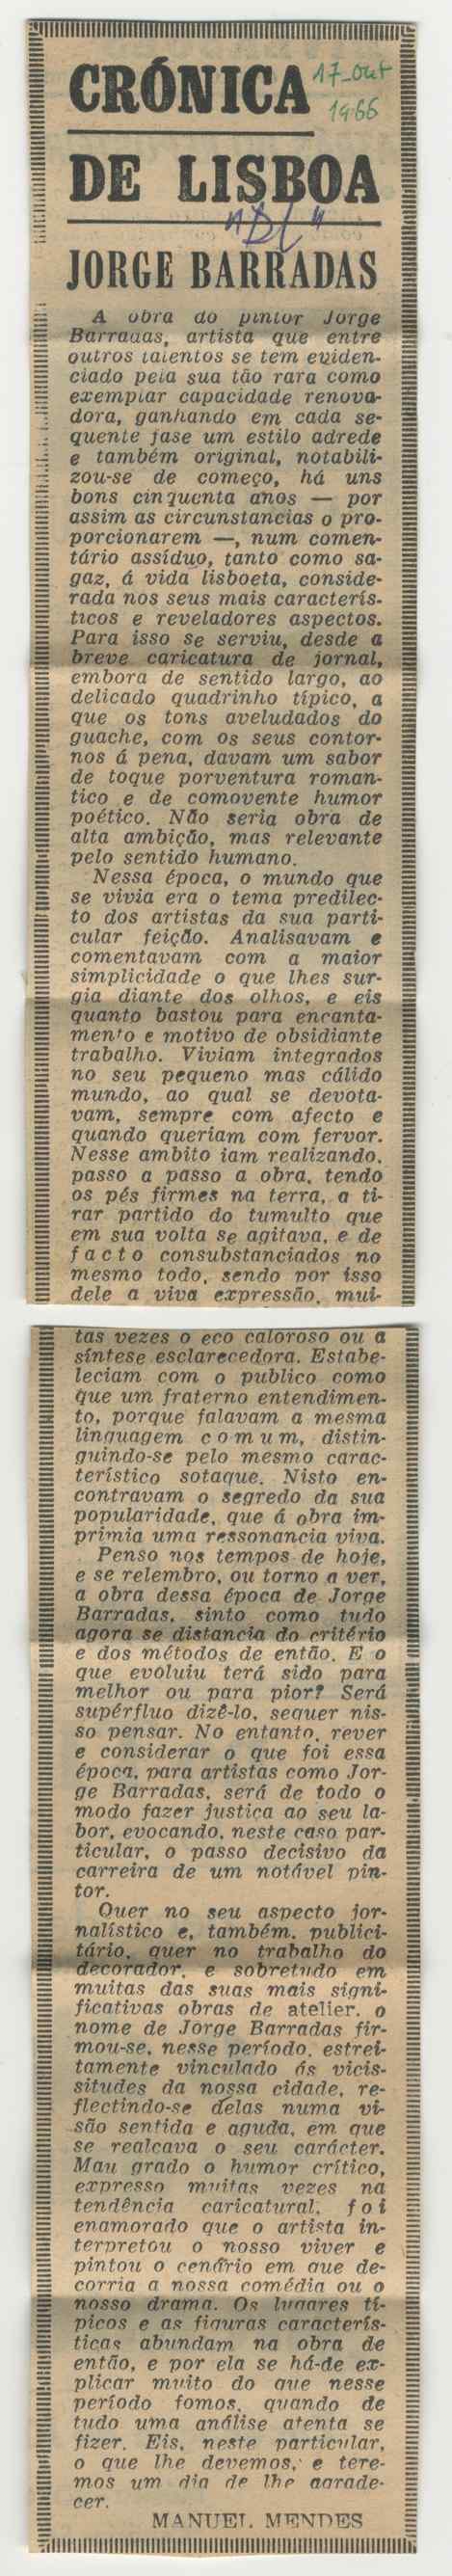 CRÓNICA
17-Out
1966
DE LISBOA
"DL"
JORGE BARRADAS
A obra do pintor Jorge
Barradas, artista que entre
outros talentos se tem eviden-
ciado pela sua tão rara como
exemplar capacidade renova-
dora, ganhando em cada se-
quente fase um estilo adrede
e também original, notabili-
zou-se de começo, há uns
bons cinquenta anos — por
assim as circunstancias o pro-
porcionarem —, num comen-
tário assíduo, tanto como sa-
gaz, á vida lisboeta, conside-
rada nos seus mais caracterís-
ticos e reveladores aspectos.
Para isso se serviu, desde a
breve caricatura de jornal,
embora de sentido largo, ao
delicado quadrinho típico, a
que os tons aveludados do
guache, com os seus contor-
nos á pena, davam um sabor
de toque porventura roman-
tico e de comovente humor
poético. Não seria obra de
alta ambição, mas relevante
pelo sentido humano.
Nessa época, o mundo que
se vivia era o tema predilec-
to dos artistas da sua parti-
cular feição. Analisavam e
comentavam com a maior
simplicidade o que lhes sur-
gia diante dos olhos, e eis
quanto bastou para encanta-
mento e motivo de obsidiante
trabalho. Viviam integrados
no seu pequeno mas cálido
mundo, ao qual se devota-
vam, sempre com afecto e
quando queriam com fervor.
Nesse ambito iam realizando,
passo a passo a obra, tendo
os pés firmes na terra, a ti-
rar partido do tumulto que
em sua volta se agitava, e de
facto consubstanciados no
mesmo todo, sendo por isso
dele a viva expressão, mui-
tas vezes o eco caloroso ou a
síntese esclarecedora. Estabe-
leciam com o publico como
que um fraterno entendimen-
to, porque falavam a mesma
linguagem comum, distin-
guindo-se pelo mesmo carac-
terístico sotaque. Nisto en-
contravam o segredo da sua
popularidade, que á obra im-
primia uma ressonancia viva.
Penso nos tempos de hoje,
e se relembro, ou torno a ver,
a obra dessa época de Jorge
Barradas, sinto como tudo
agora se distancia do critério
e dos métodos de então. E o
que evoluiu terá sido para
melhor ou para pior? Será
supérfluo dizê-lo, sequer nis-
so pensar. No entanto, rever
e considerar o que foi essa
época, para artistas como Jor-
ge Barradas, será de todo o
modo fazer justiça ao seu la-
bor, evocando, neste caso par-
ticular, o passo decisivo da
carreira de um notável pin-
tor.
Quer no seu aspecto jor-
nalístico e, também, publici-
tário, quer no trabalho do
decorador, e sobretudo em
muitas das suas mais signi-
ficativas obras de atelier, o
nome de Jorge Barradas fir-
mou-se, nesse período, estrei-
tamente vinculado ás vicis-
situdes da nossa cidade, re-
flectindo-se delas numa vi-
são sentida e aguda, em que
se realçava o seu carácter.
Mau grado o humor crítico,
expresso muitas vezes na
tendência caricatural, foi
enamorado que o artista in-
terpretou o nosso viver e
pintou o cenário em que de-
corria a nossa comédia ou o
nosso drama. Os lugares tí-
picos e as figuras caracterís-
ticas abundam na obra de
então, e por ela se há-de ex-
plicar muito do que nesse
período fomos, quando de
tudo uma análise atenta se
fizer. Eis, neste particular,
o que lhe devemos, e tere-
mos um dia de lhe agrade-
cer.
MANUEL MENDES